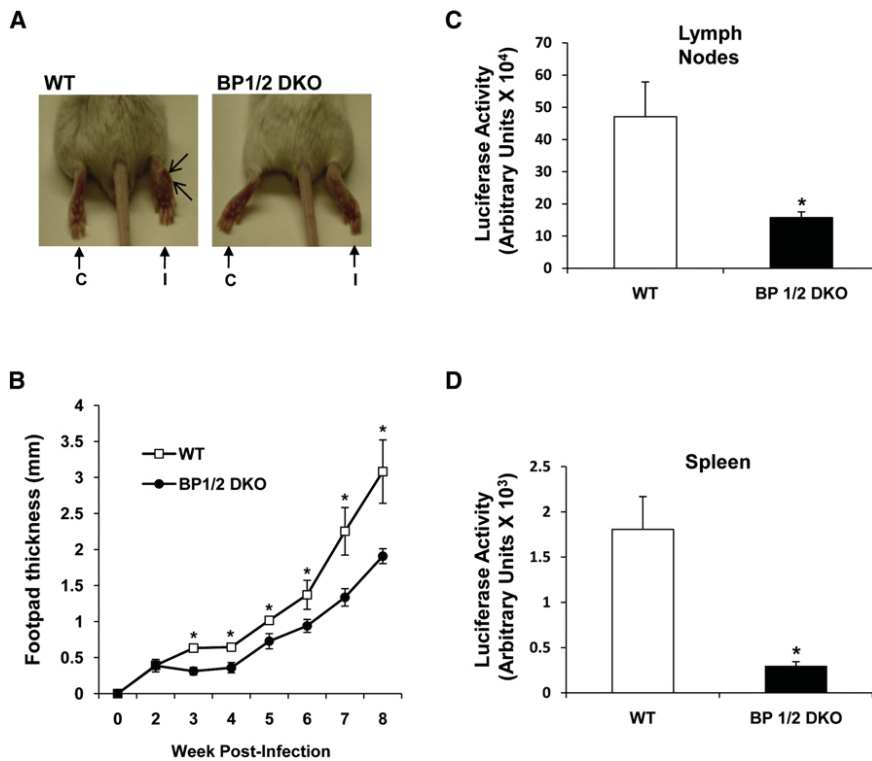 A
WT
BP1/2 DKO
C
I
C
I
B
Footpad thickness (mm)
4
3.5
3
2.5
2
1.5
1
0.5
0
WT
BP1/2 DKO
*
*
*
*
*
*
0
2
3
4
5
6
7
8
Week Post-Infection
C
Lymph
Nodes
Luciferase Activity
(Arbitrary Units X 10⁴)
70
60
50
40
30
20
10
0
*
WT
BP 1/2 DKO
D
Spleen
Luciferase Activity
(Arbitrary Units X 10³)
2.5
2
1.5
1
0.5
0
*
WT
BP 1/2 DKO